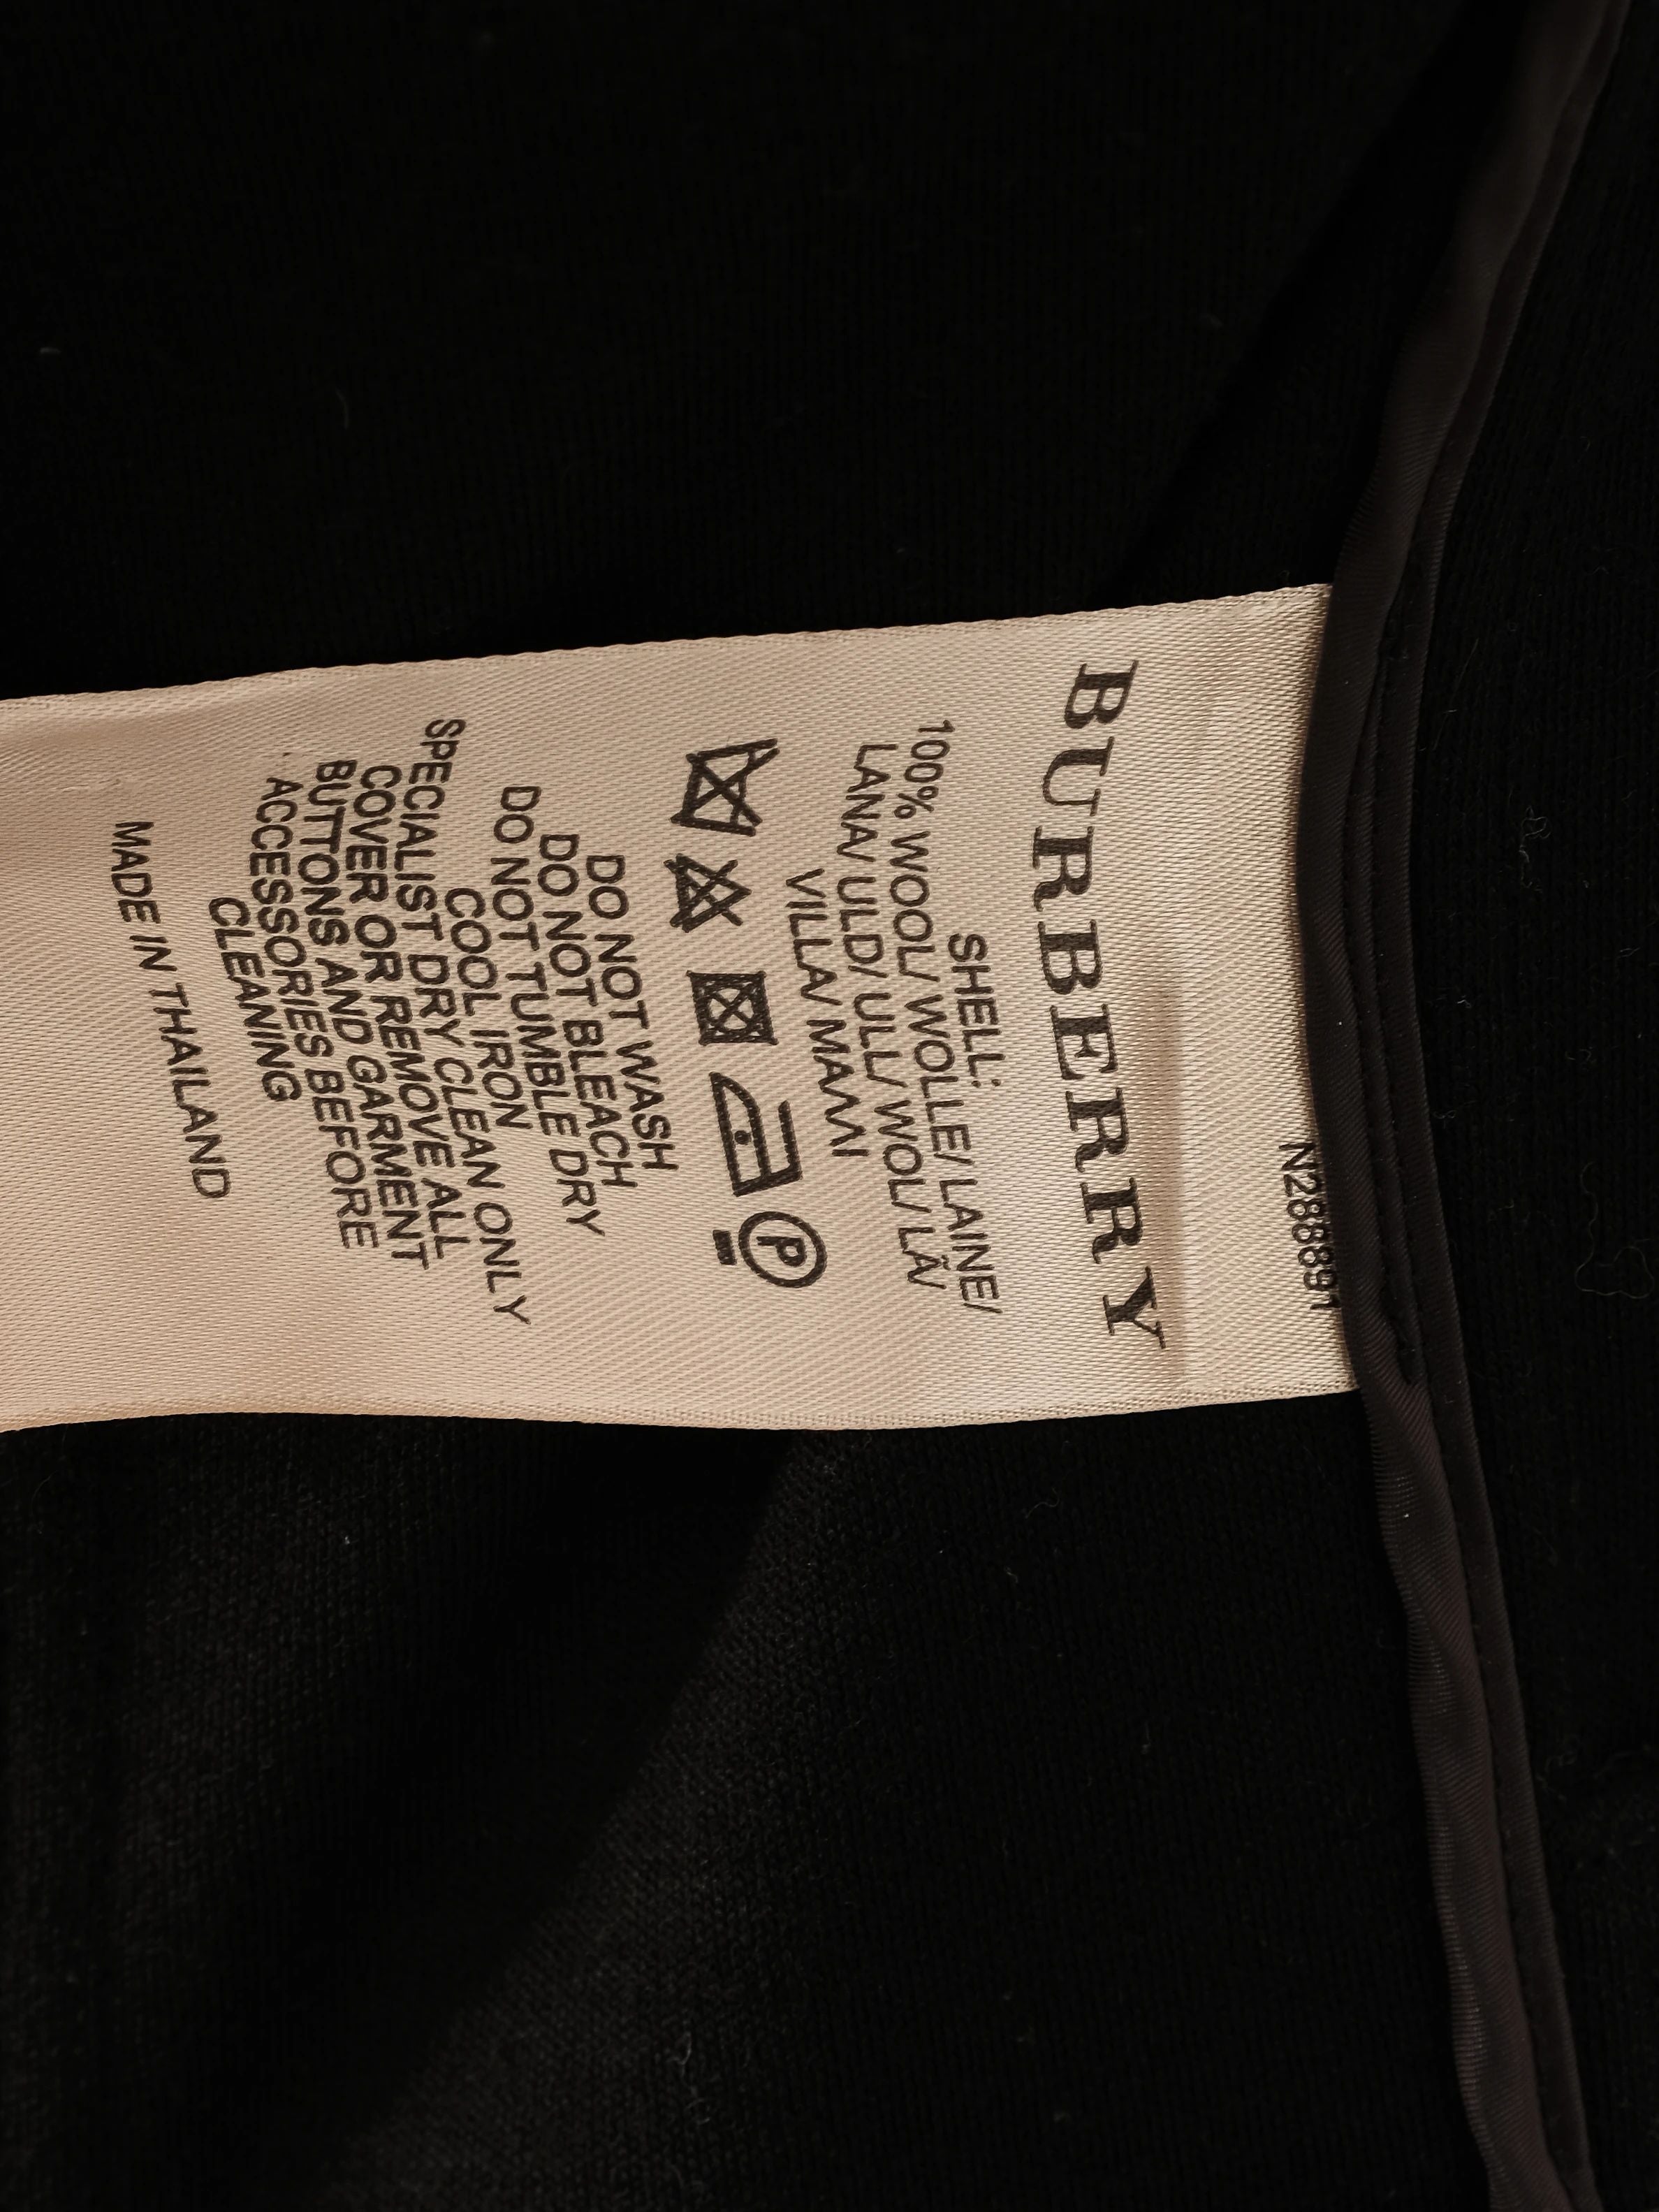 N288891
BURBERRY
SHELL:
100% WOOL/ WOLLE/ LAINE/
LANA/ ULD/ ULL/ WOL/ LÃ/
VILLA/ ΜΑΛΛΙ
P
DO NOT WASH
DO NOT BLEACH
DO NOT TUMBLE DRY
COOL IRON
SPECIALIST DRY CLEAN ONLY
COVER OR REMOVE ALL
BUTTONS AND GARMENT
ACCESSORIES BEFORE
CLEANING
MADE IN THAILAND